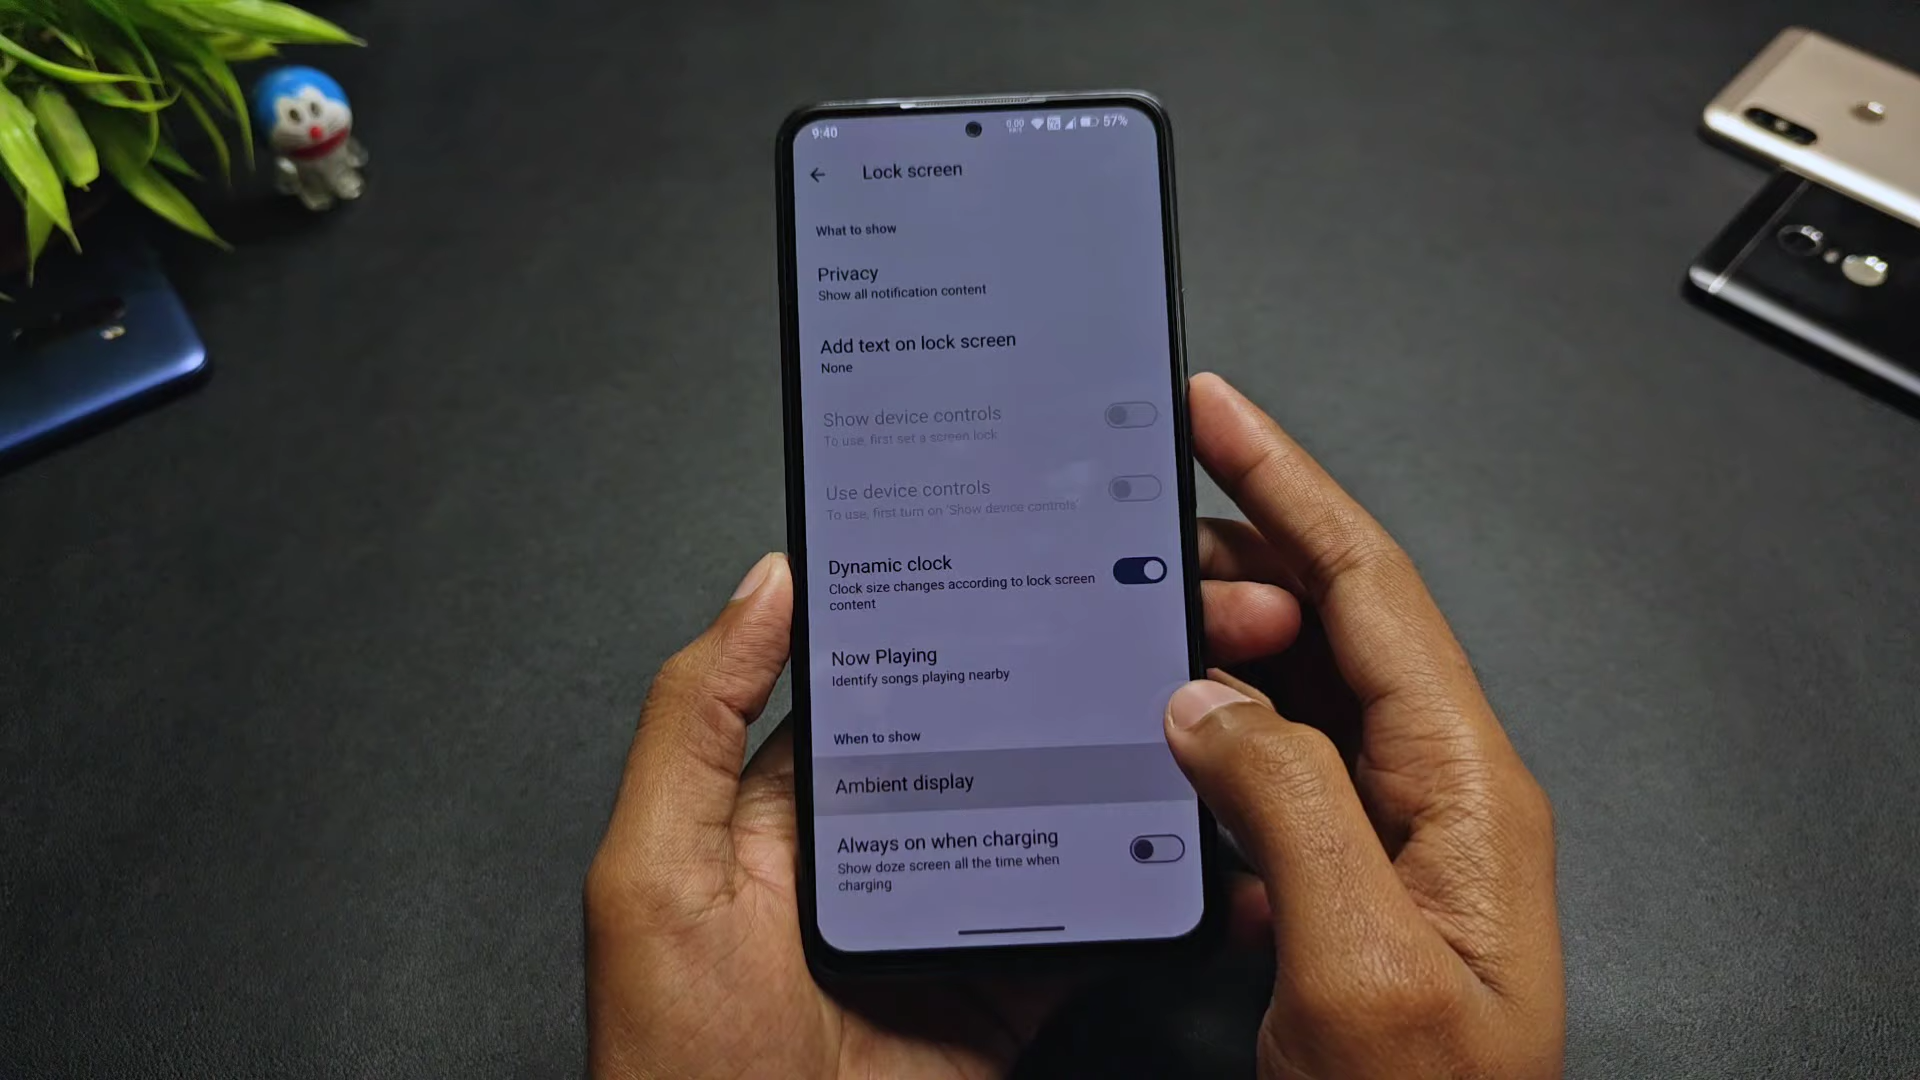 9:40
0.00
57%
Lock screen
What to show
Privacy
Show all notification content
Add text on lock screen
None
Show device controls
To use, first set a screen lock
Use device controls
To use, first turn on 'Show device controls'
Dynamic clock
Clock size changes according to lock screen
content
Now Playing
Identify songs playing nearby
When to show
Ambient display
Always on when charging
Show doze screen all the time when
charging